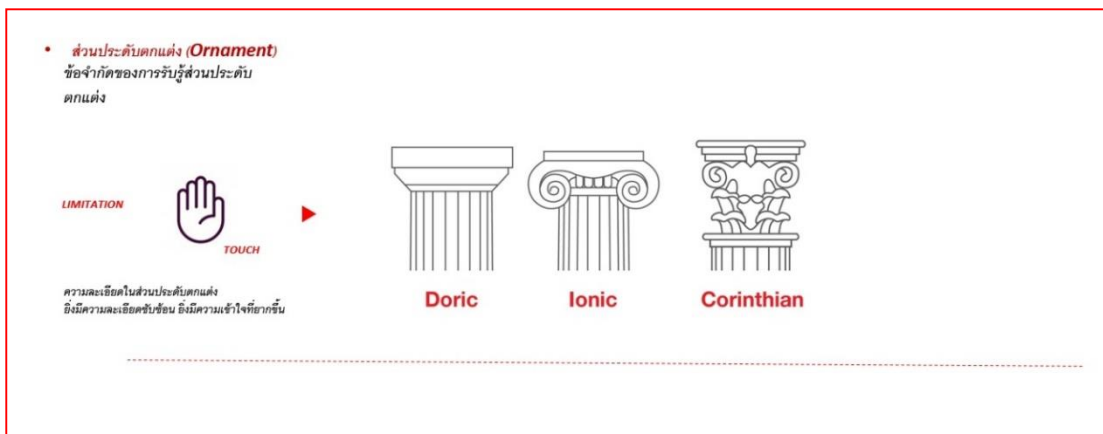 • ส่วนประดับตกแต่ง (Ornament)
ข้อจำกัดของการรับรู้ส่วนประดับ
ตกแต่ง
LIMITATION
TOUCH
ความละเอียดในส่วนประดับตกแต่ง
ยิ่งมีความละเอียดซับซ้อน ยิ่งมีความเข้าใจที่ยากขึ้น
Doric
Ionic
Corinthian